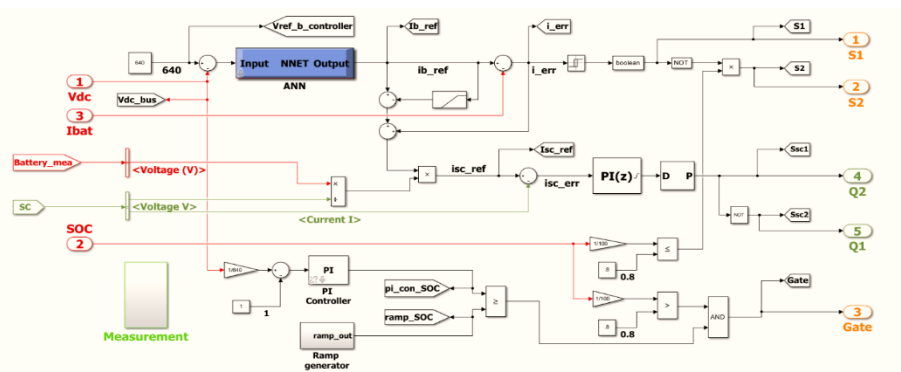 Vref_b_controller
Ib_ref
i_err
S1
640
640
Input NNET Output
ANN
ib_ref
i_err
boolean
NOT
×
1
S1
1
Vdc
Vdc_bus
S2
2
S2
3
Ibat
Battery_mea
<Voltage (V)>
×
÷
×
isc_ref
Isc_ref
isc_err
PI(z)
D P
Ssc1
4
Q2
SC
<Voltage V>
<Current I>
NOT
Ssc2
5
Q1
SOC
2
1/100
≤
.8
0.8
1/640
1
1
PI
PI
Controller
pi_con_SOC
ramp_SOC
≥
1/100
>
.8
0.8
AND
Gate
3
Gate
ramp_out
Ramp
generator
Measurement